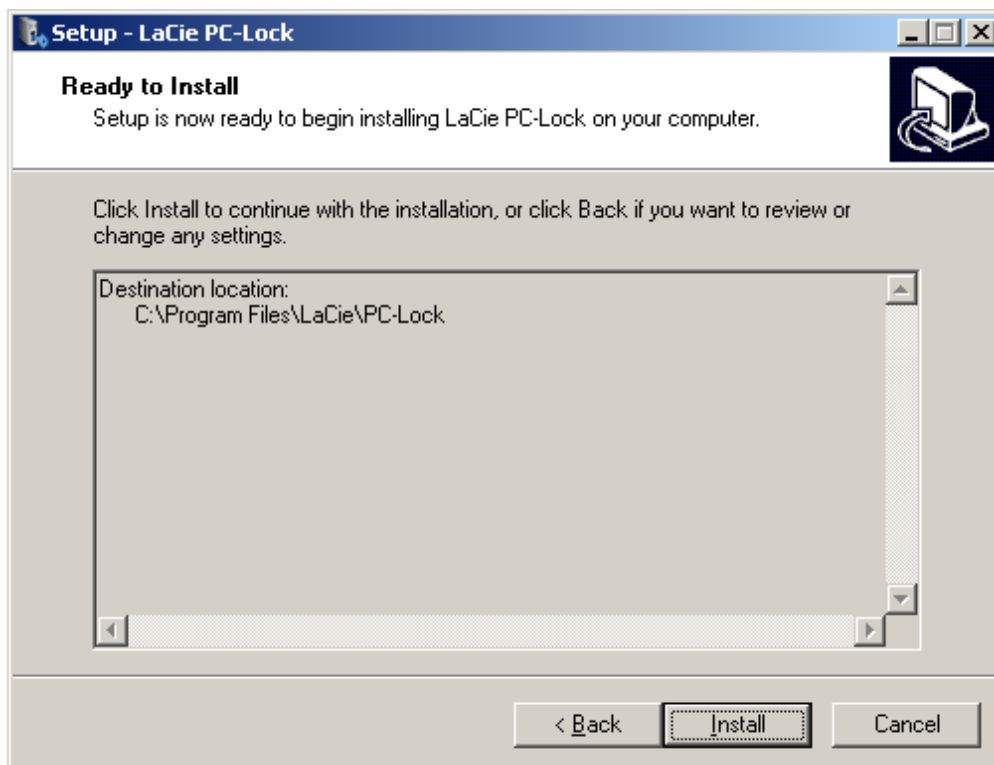 Setup - LaCie PC-Lock
Ready to Install
Setup is now ready to begin installing LaCie PC-Lock on your computer.
Click Install to continue with the installation, or click Back if you want to review or
change any settings.
Destination location:
C:\Program Files\LaCie\PC-Lock
< Back
Install
Cancel